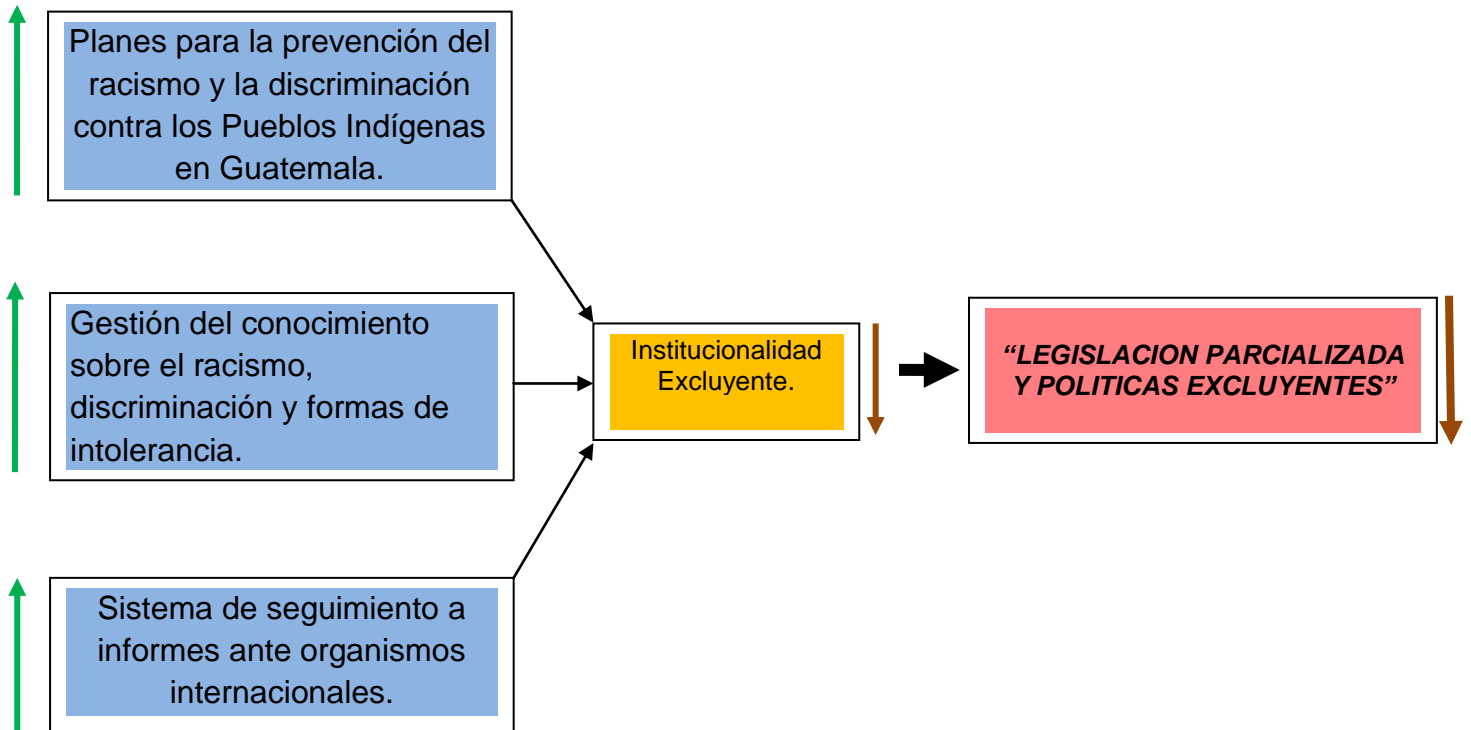 Planes para la prevención del
racismo y la discriminación
contra los Pueblos Indígenas
en Guatemala.
Gestión del conocimiento
sobre el racismo,
discriminación y formas de
intolerancia.
Sistema de seguimiento a
informes ante organismos
internacionales.
Institucionalidad
Excluyente.
“LEGISLACION PARCIALIZADA
Y POLITICAS EXCLUYENTES”